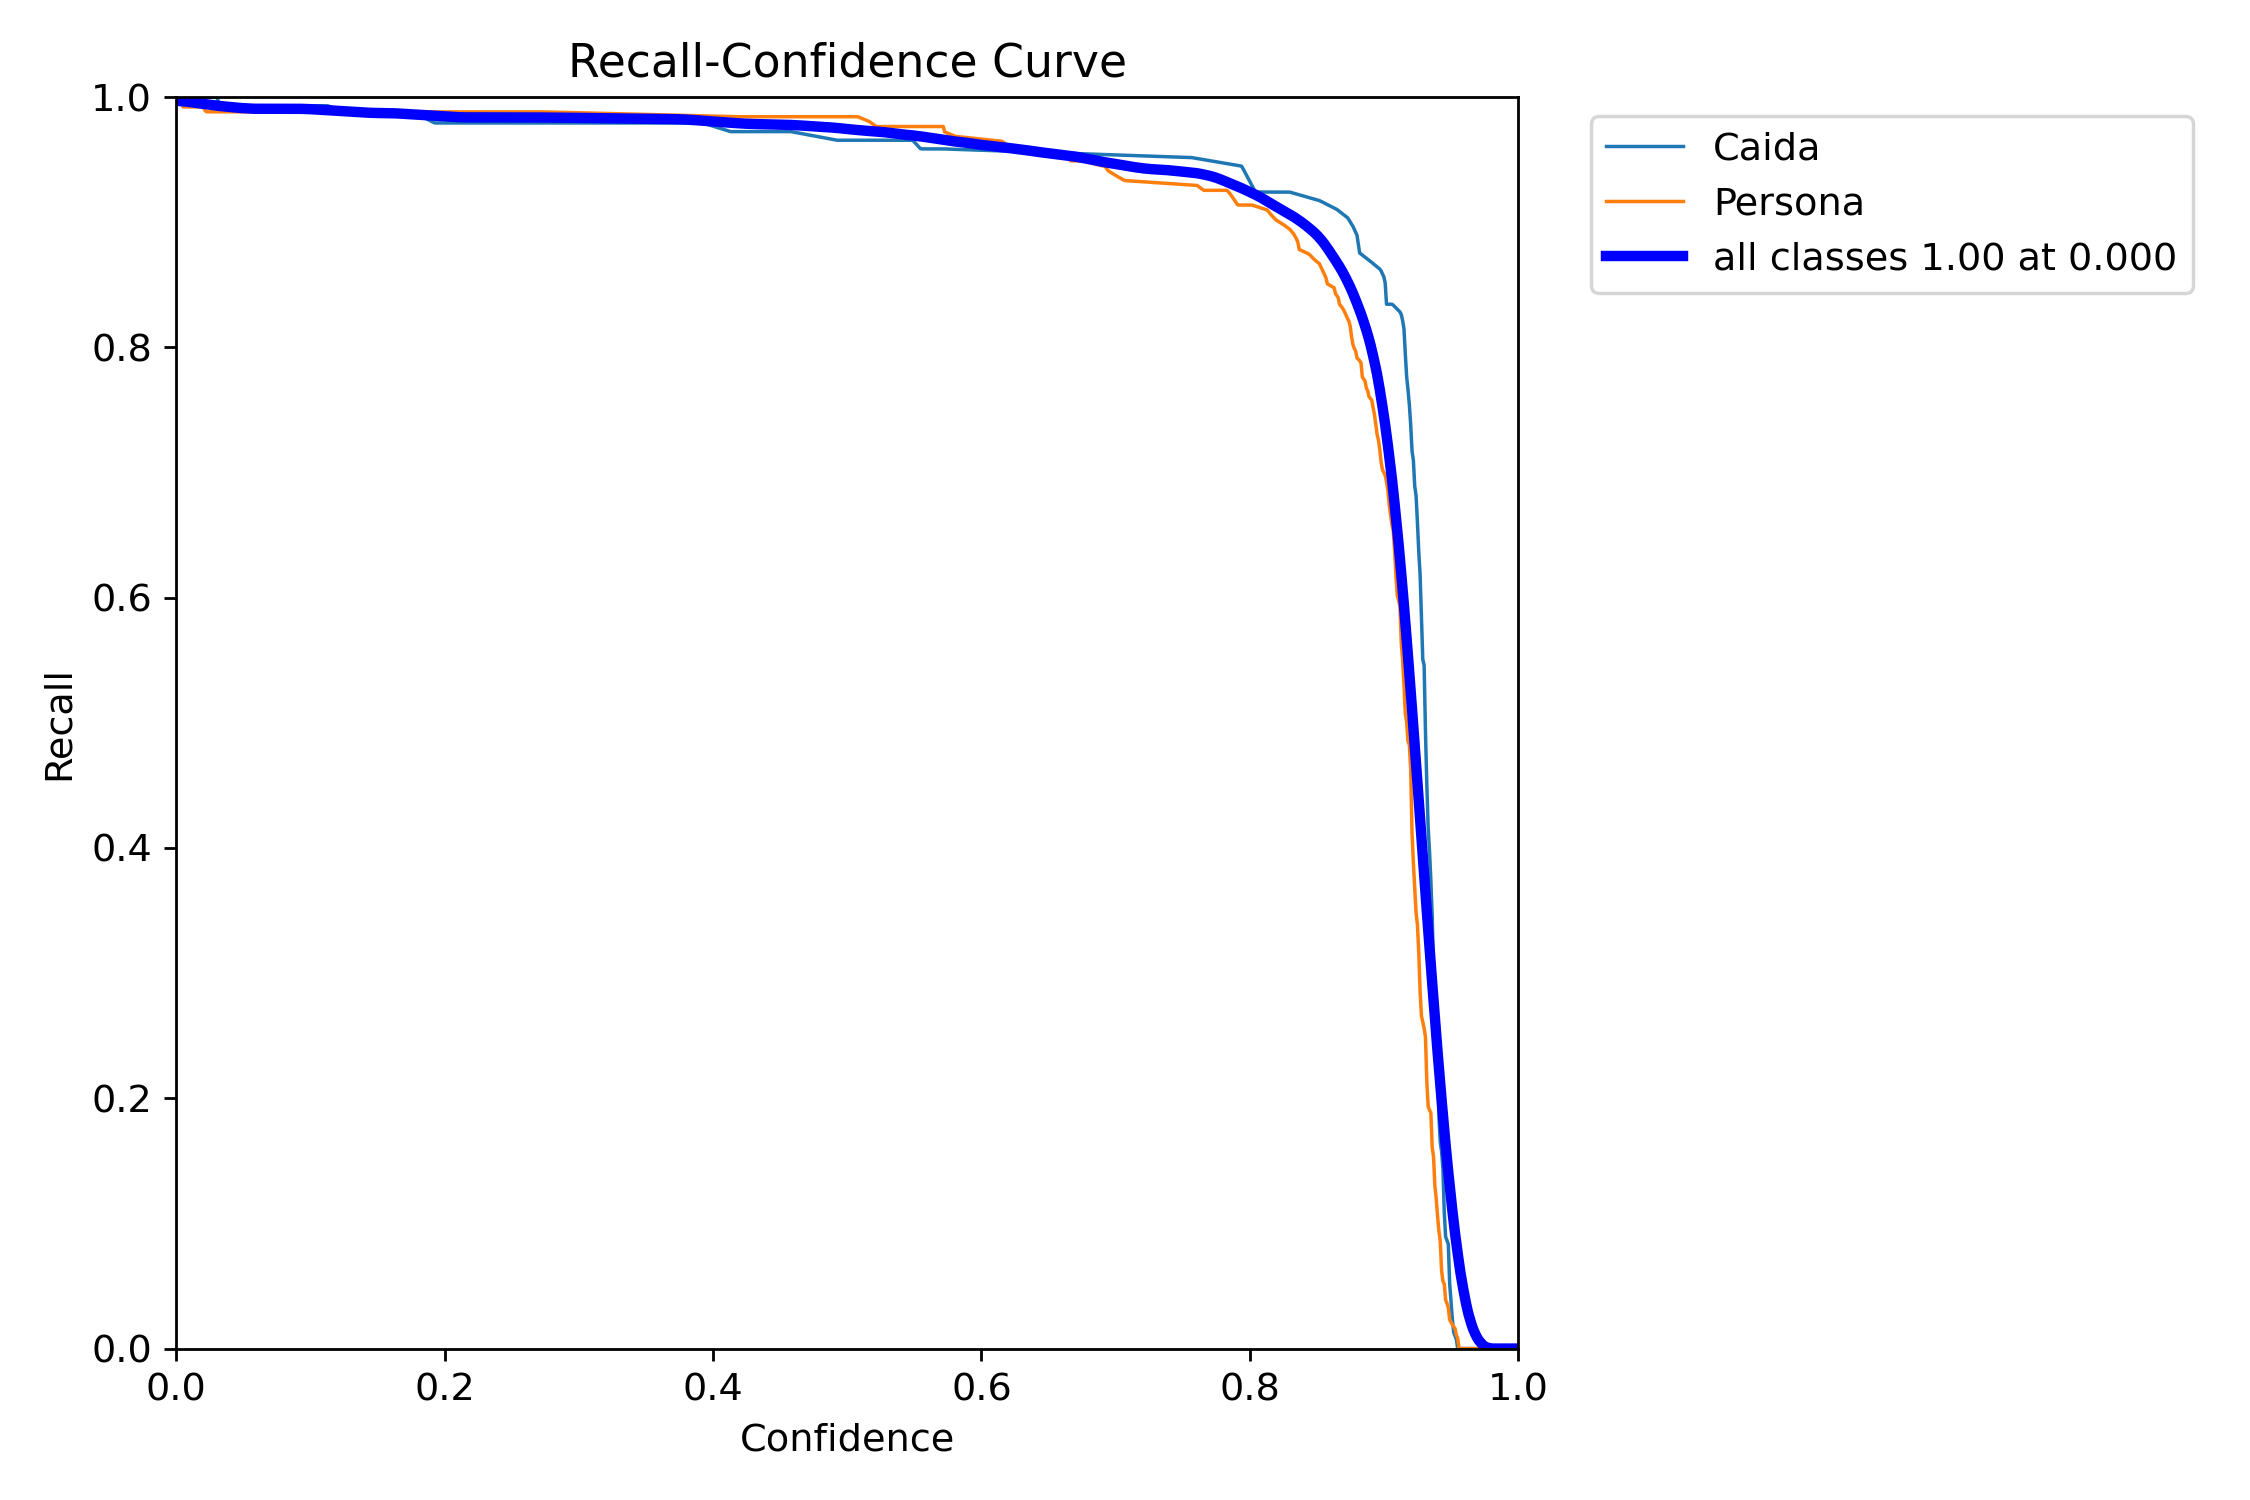 Recall-Confidence Curve
1.0
0.8
0.6
0.4
0.2
0.0
Recall
0.0 0.2 0.4 0.6 0.8 1.0
Confidence
Caida
Persona
all classes 1.00 at 0.000